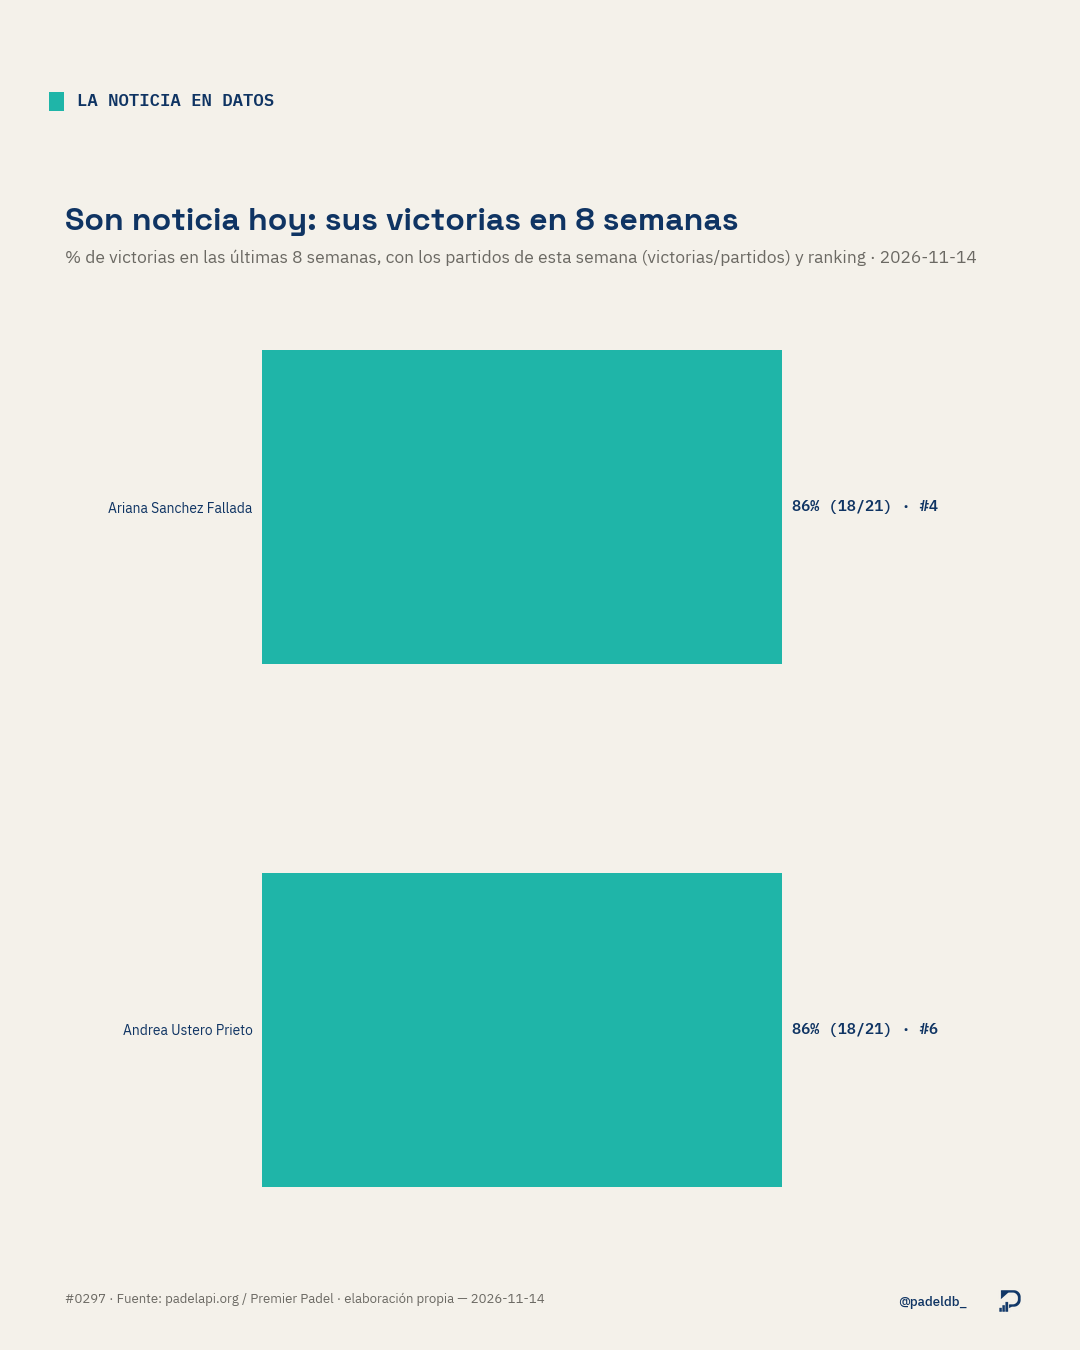 LA NOTICIA EN DATOS
Son noticia hoy: sus victorias en 8 semanas
% de victorias en las últimas 8 semanas, con los partidos de esta semana (victorias/partidos) y ranking · 2026-11-14
Ariana Sanchez Fallada
86% (18/21) · #4
Andrea Ustero Prieto
86% (18/21) · #6
#0297 · Fuente: padelapi.org / Premier Padel · elaboración propia — 2026-11-14
@padeldb_